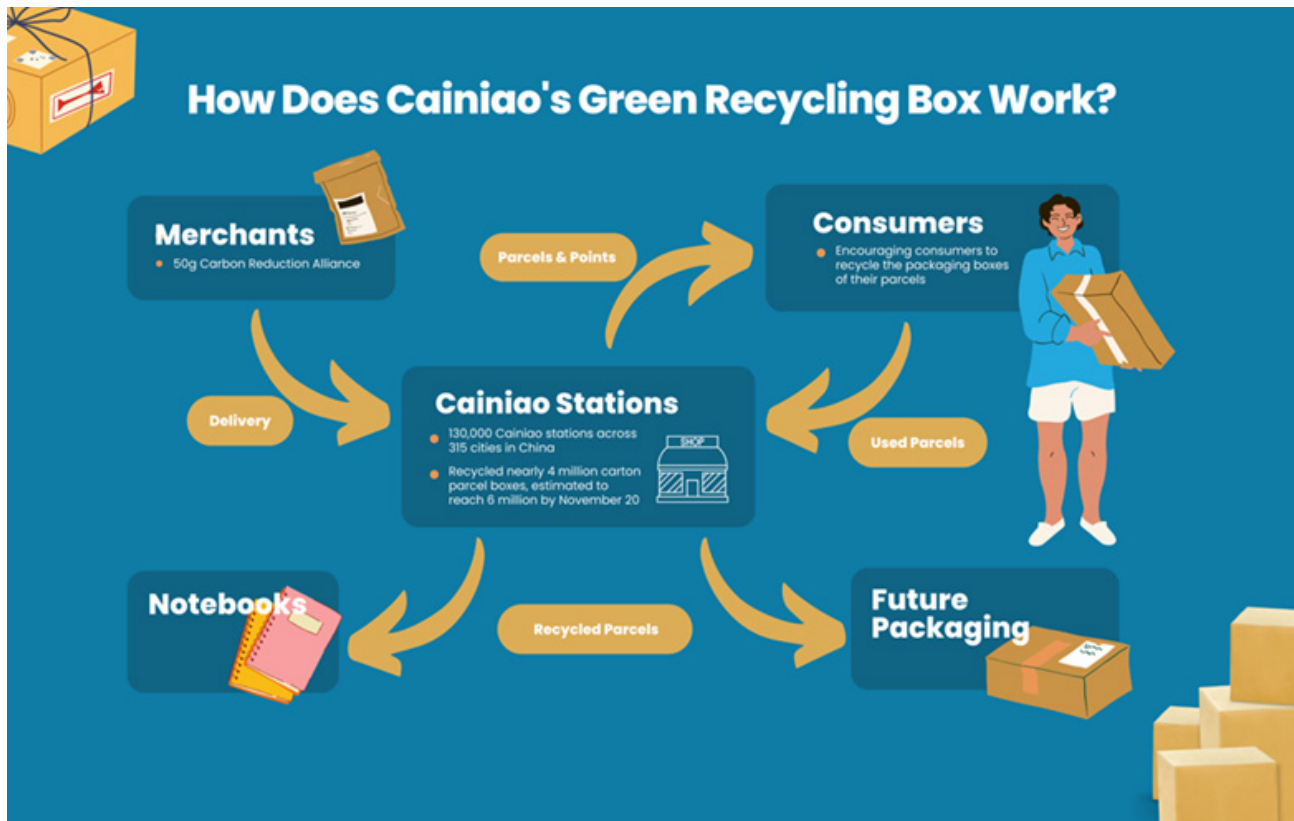 How Does Cainiao's Green Recycling Box Work?
Merchants
50g Carbon Reduction Alliance
Parcels & Points
Consumers
Encouraging consumers to
recycle the packaging boxes
of their parcels
Delivery
Cainiao Stations
130,000 Cainiao stations across
315 cities in China
Recycled nearly 4 million carton
parcel boxes, estimated to
reach 6 million by November 20
SHOP
Used Parcels
Notebooks
Recycled Parcels
Future
Packaging